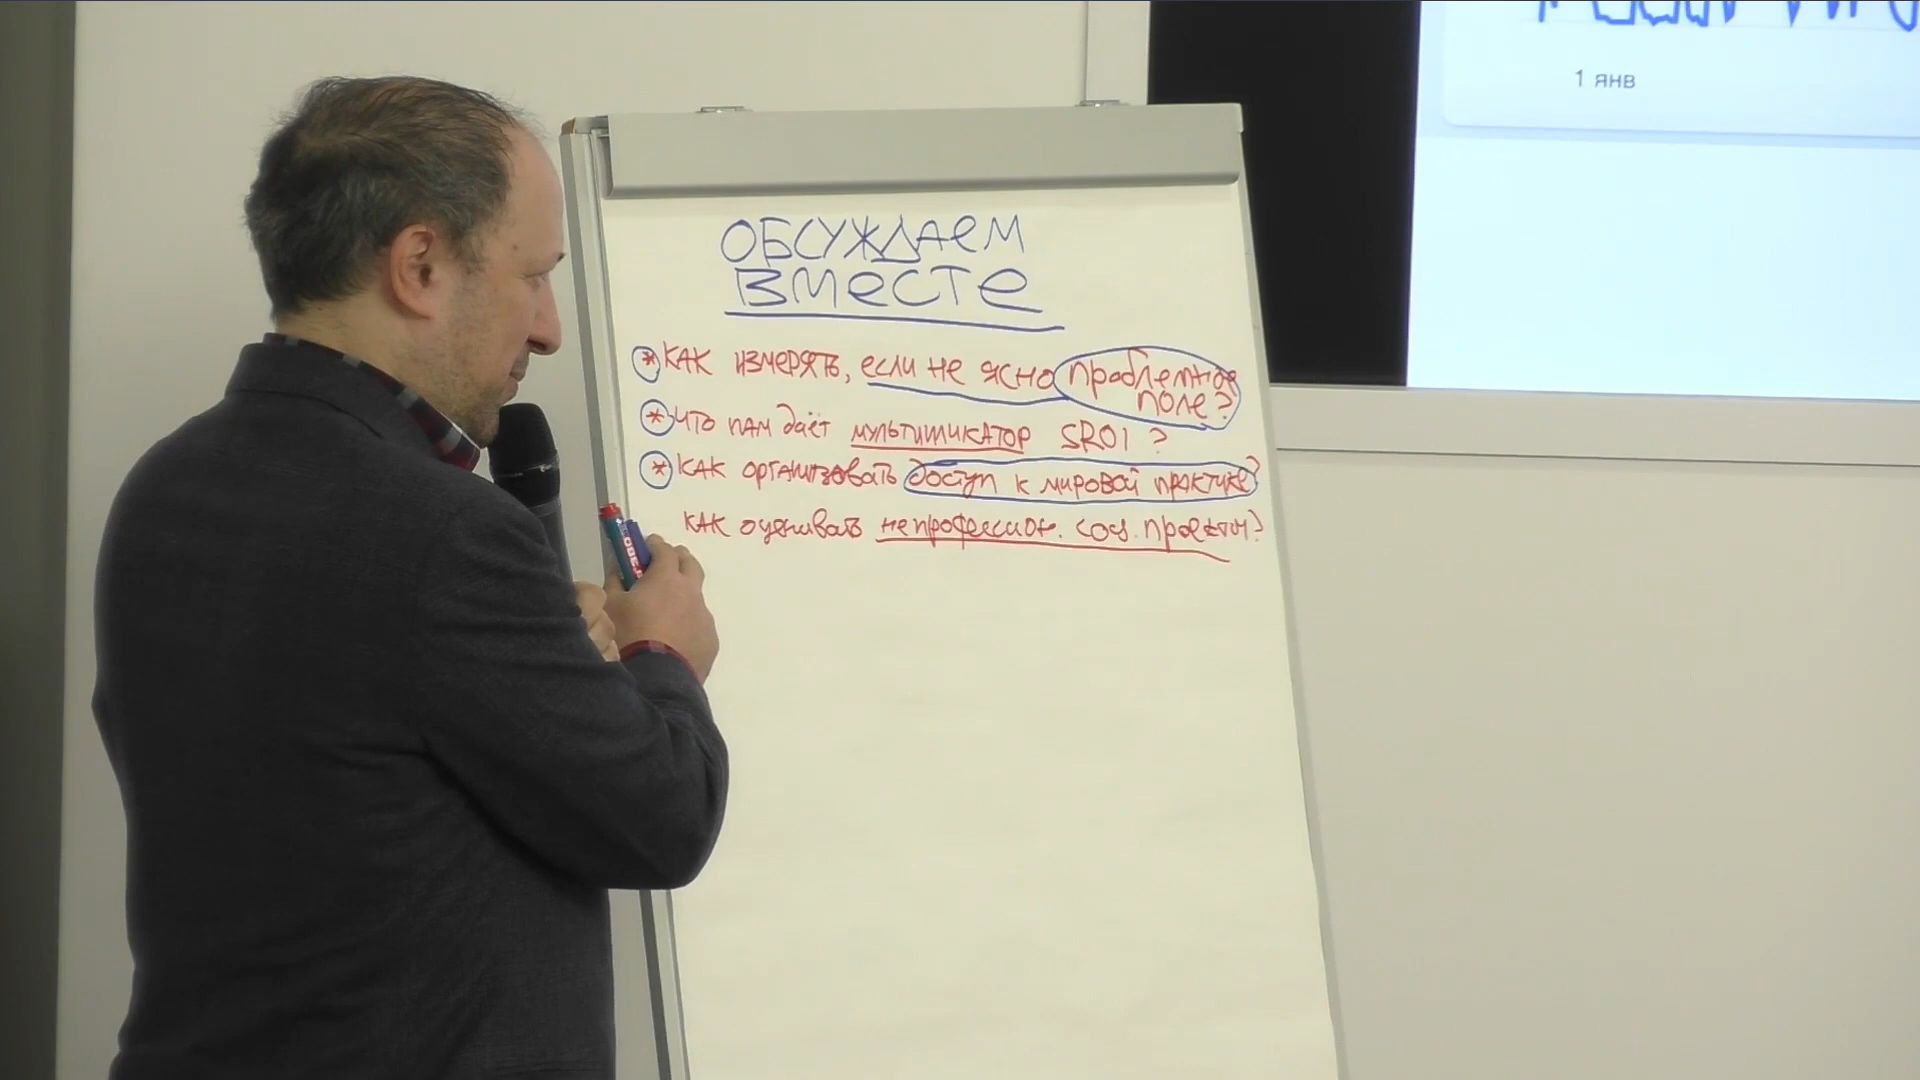 1 янв
ОБСУЖДАЕМ
ВМЕСТЕ
* КАК ИЗМЕРЯТЬ, если не ясно проблемное
поле?
* Что нам даёт мультипликатор SROI?
* Как организовать доступ к мировой практике?
Как оценивать непрофессион. соц. проекты?